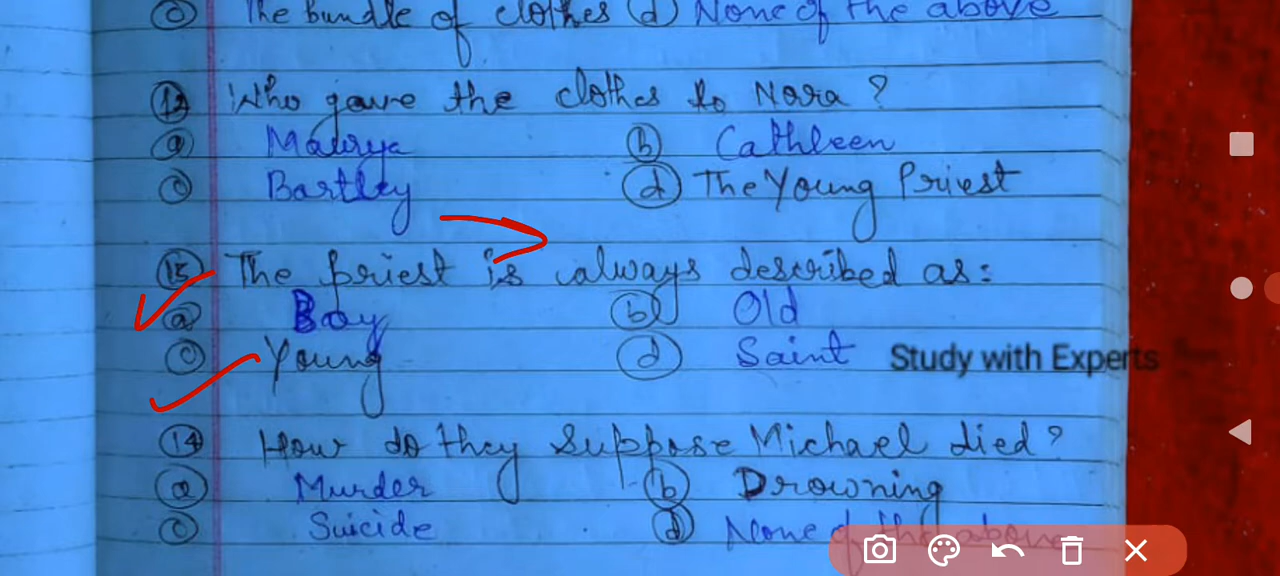 (c) The bundle of clothes (d) None of the above
(12) Who gave the clothes to Nora?
(a) Maurya (b) Cathleen
(c) Bartley (d) The Young Priest
(15) The priest is always described as:
(a) Boy (b) Old
(c) Young (d) Saint
Study with Experts
(14) How do they suppose Michael died?
(a) Murder (b) Drowning
(c) Suicide (d) None of the above